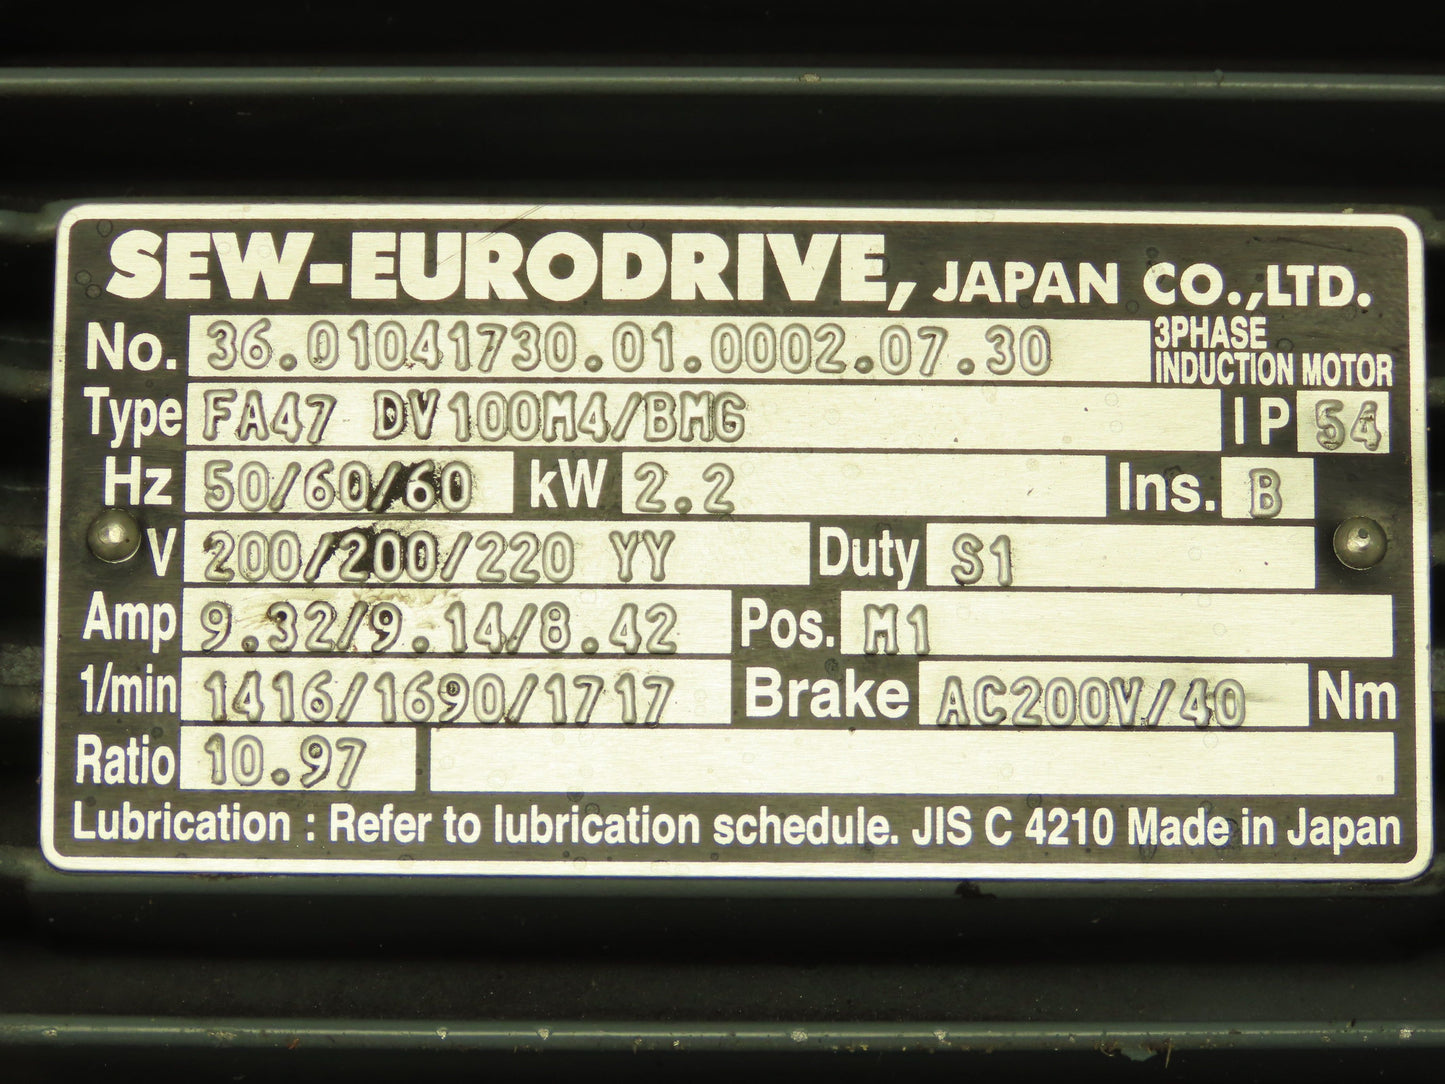 SEW-EURODRIVE, JAPAN CO.,LTD.
No. 36.01041730.01.0002.07.30 3PHASE INDUCTION MOTOR
Type FA47 DV100M4/BMG IP 54
Hz 50/60/60 kW 2.2 Ins. B
V 200/200/220 YY Duty S1
Amp 9.32/9.14/8.42 Pos. M1
1/min 1416/1690/1717 Brake AC200V/40 Nm
Ratio 10.97
Lubrication : Refer to lubrication schedule. JIS C 4210 Made in Japan